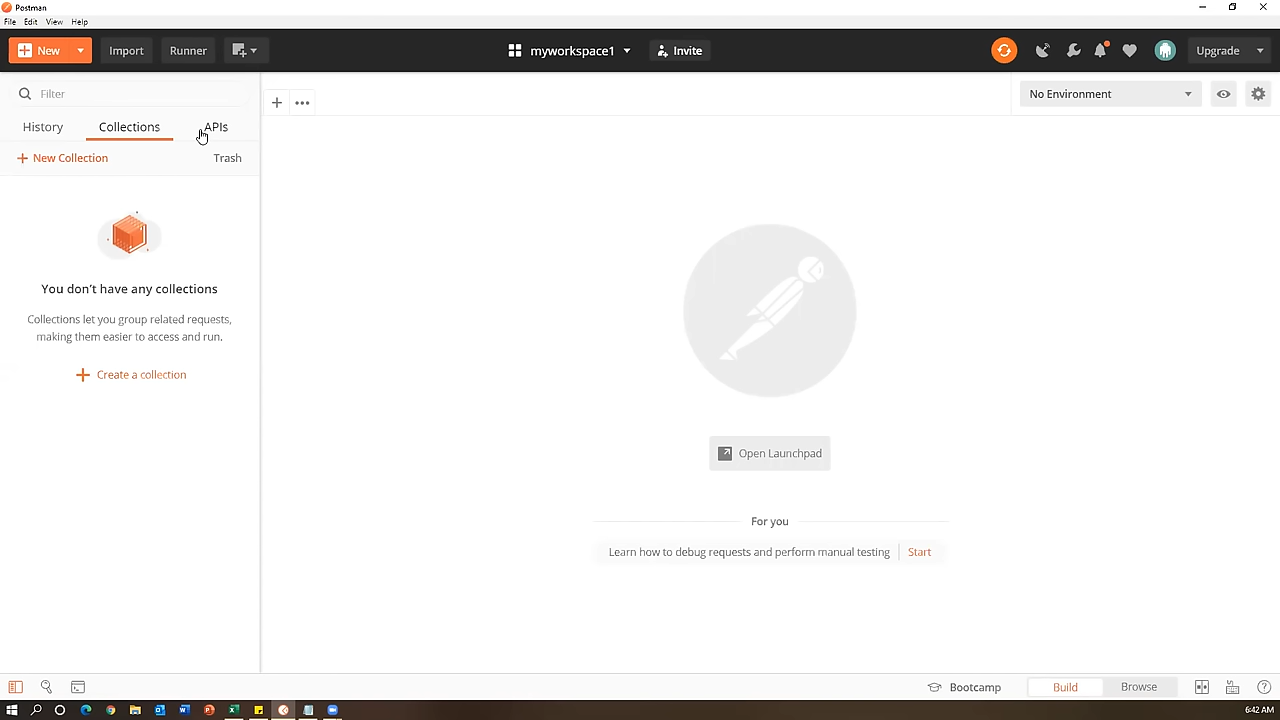 Postman
File Edit View Help
New Import Runner myworkspace1 Invite Upgrade
Filter
No Environment
History Collections APIs
New Collection Trash
You don't have any collections
Collections let you group related requests,
making them easier to access and run.
Create a collection
Open Launchpad
For you
Learn how to debug requests and perform manual testing Start
Bootcamp Build Browse
6:42 AM